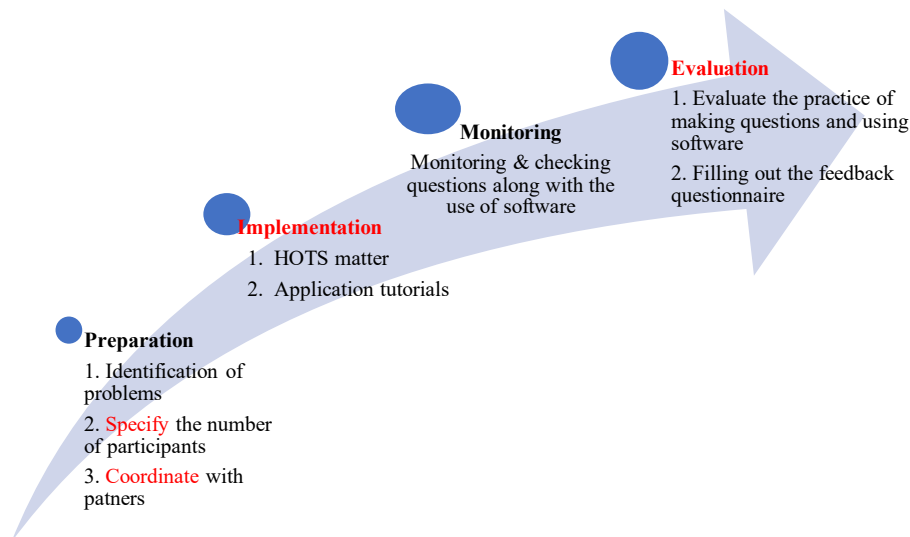 Preparation
1. Identification of
problems
2. Specify the number
of participants
3. Coordinate with
patners
Implementation
1. HOTS matter
2. Application tutorials
Monitoring
Monitoring & checking
questions along with the
use of software
Evaluation
1. Evaluate the practice of
making questions and using
software
2. Filling out the feedback
questionnaire